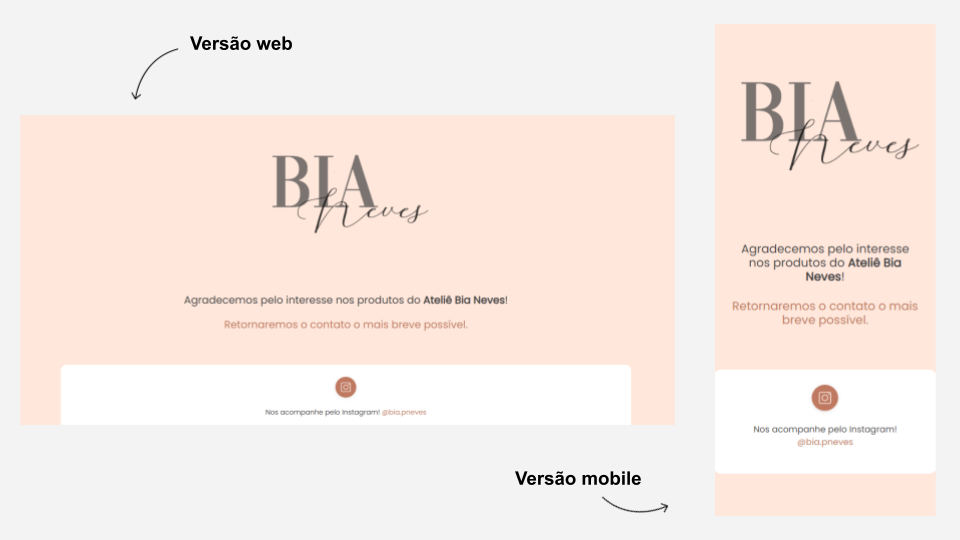 Versão web
BIA
Neves
Agradecemos pelo interesse nos produtos do Ateliê Bia Neves!
Retornaremos o contato o mais breve possível.
Nos acompanhe pelo Instagram! @bia.pneves
Versão mobile
BIA
Neves
Agradecemos pelo interesse
nos produtos do Ateliê Bia
Neves!
Retornaremos o contato o mais
breve possível.
Nos acompanhe pelo Instagram!
@bia.pneves